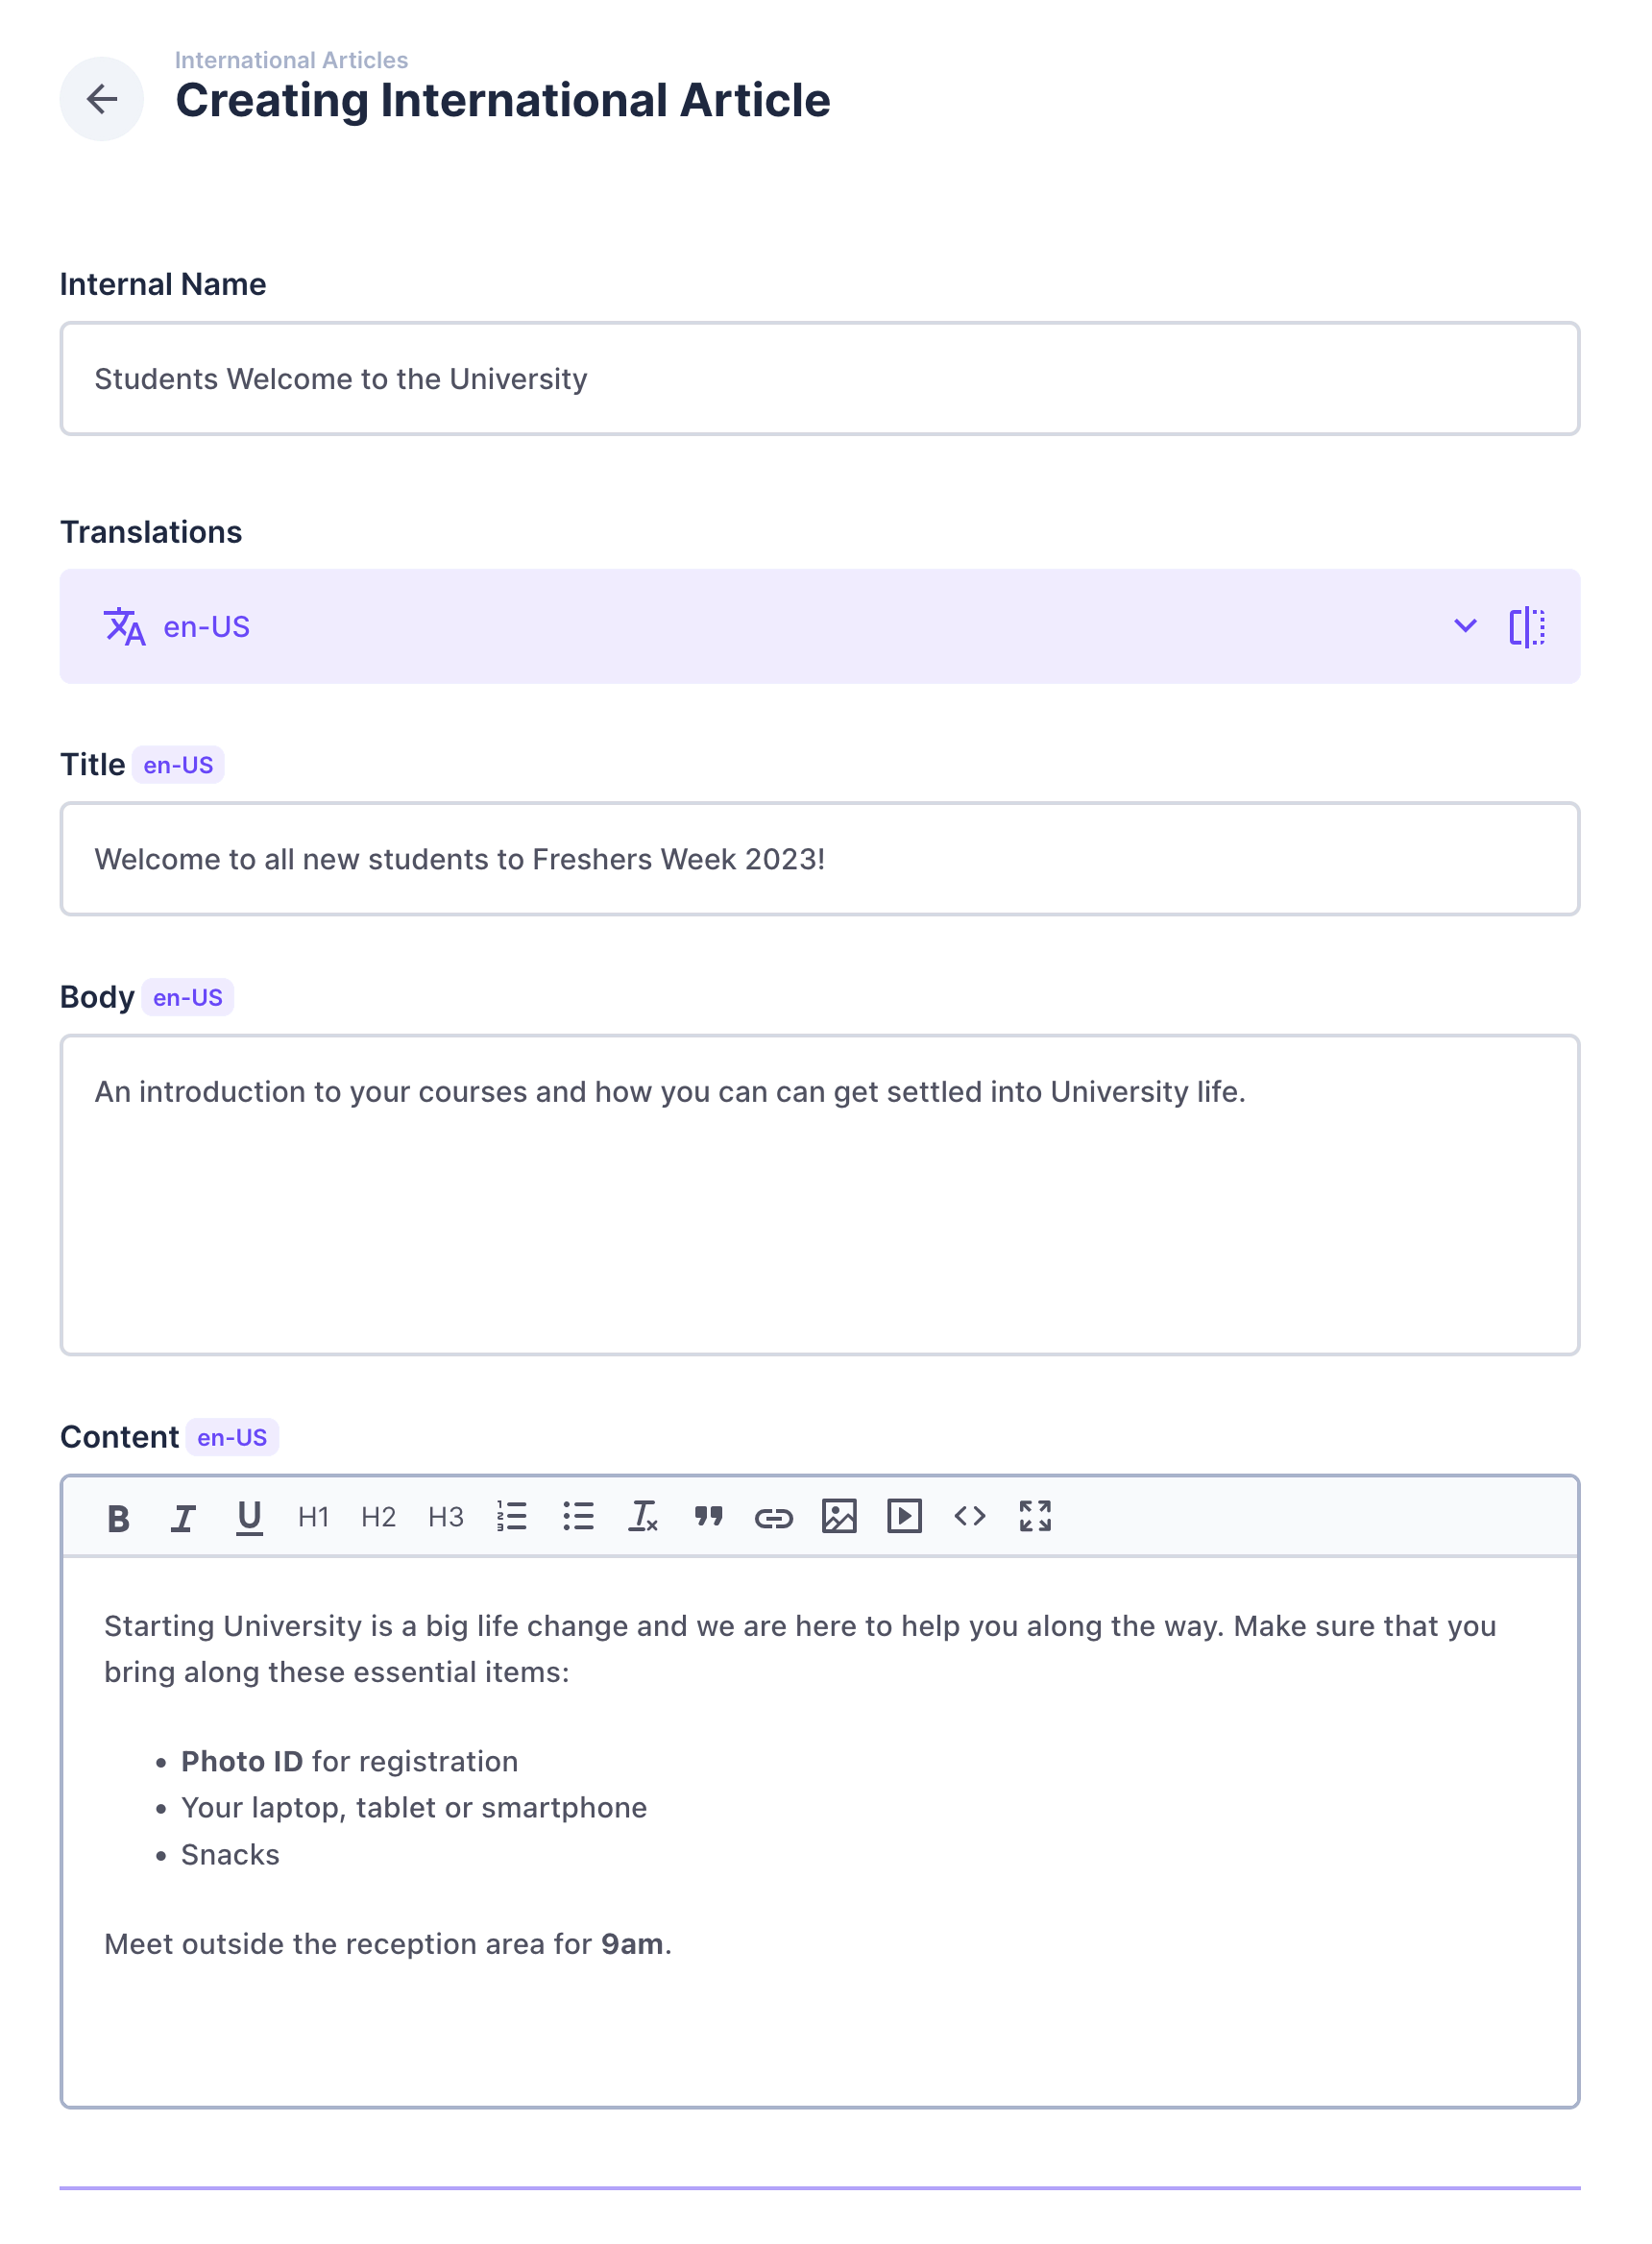 International Articles
Creating International Article
Internal Name
Students Welcome to the University
Translations
en-US
Title en-US
Welcome to all new students to Freshers Week 2023!
Body en-US
An introduction to your courses and how you can can get settled into University life.
Content en-US
B I U H1 H2 H3
Starting University is a big life change and we are here to help you along the way. Make sure that you
bring along these essential items:
• Photo ID for registration
• Your laptop, tablet or smartphone
• Snacks
Meet outside the reception area for 9am.